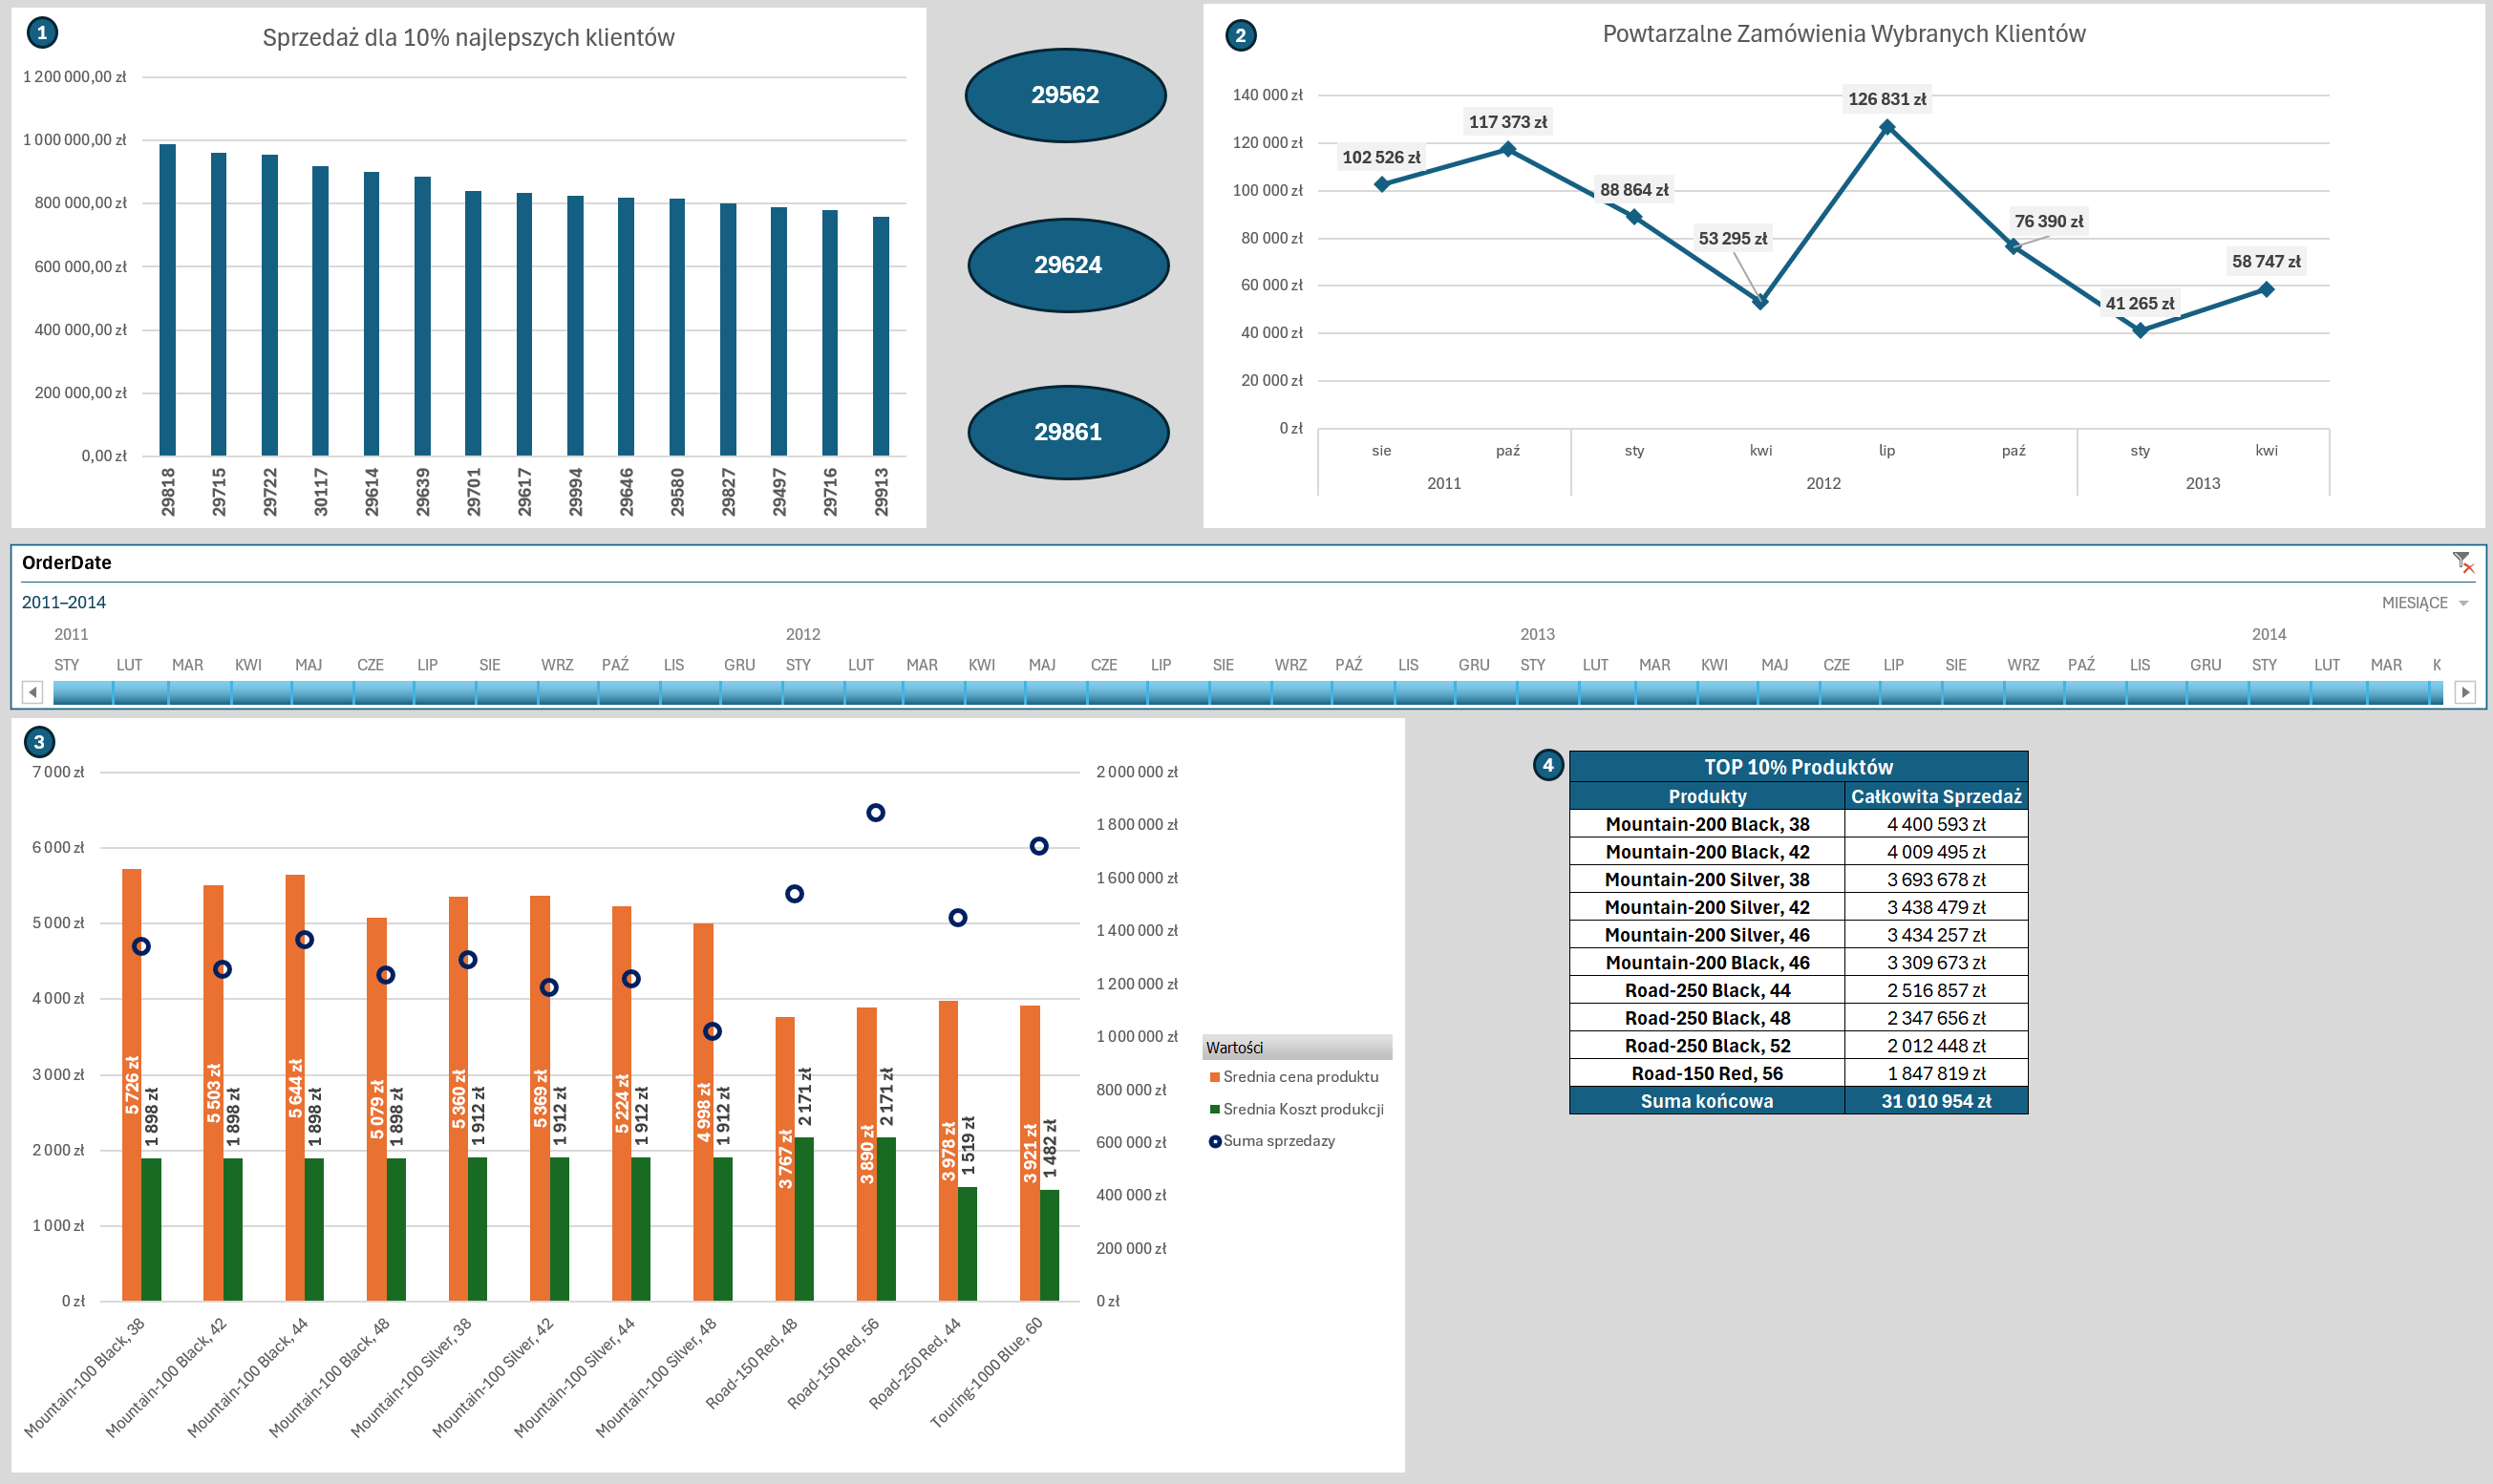 1
Sprzedaż dla 10% najlepszych klientów
1 200 000,00 zł
1 000 000,00 zł
800 000,00 zł
600 000,00 zł
400 000,00 zł
200 000,00 zł
0,00 zł
29818 29715 29722 30117 29614 29639 29701 29617 29994 29646 29580 29827 29497 29716 29913
29562
29624
29861
2
Powtarzalne Zamówienia Wybranych Klientów
140 000 zł
120 000 zł
100 000 zł
80 000 zł
60 000 zł
40 000 zł
20 000 zł
0 zł
102 526 zł
117 373 zł
88 864 zł
53 295 zł
126 831 zł
76 390 zł
41 265 zł
58 747 zł
sie paź sty kwi lip paź sty kwi
2011 2012 2013
OrderDate
2011–2014
MIESIĄCE
2011 2012 2013 2014
STY LUT MAR KWI MAJ CZE LIP SIE WRZ PAŹ LIS GRU STY LUT MAR KWI MAJ CZE LIP SIE WRZ PAŹ LIS GRU STY LUT MAR KWI MAJ CZE LIP SIE WRZ PAŹ LIS GRU STY LUT MAR K
3
7 000 zł
6 000 zł
5 000 zł
4 000 zł
3 000 zł
2 000 zł
1 000 zł
0 zł
5 726 zł
1 898 zł
5 503 zł
1 898 zł
5 644 zł
1 898 zł
5 079 zł
1 898 zł
5 360 zł
1 912 zł
5 369 zł
1 912 zł
5 224 zł
1 912 zł
4 998 zł
1 912 zł
3 767 zł
2 171 zł
3 890 zł
2 171 zł
3 978 zł
1 519 zł
3 921 zł
1 482 zł
2 000 000 zł
1 800 000 zł
1 600 000 zł
1 400 000 zł
1 200 000 zł
1 000 000 zł
800 000 zł
600 000 zł
400 000 zł
200 000 zł
0 zł
Mountain-100 Black, 38
Mountain-100 Black, 42
Mountain-100 Black, 44
Mountain-100 Black, 48
Mountain-100 Silver, 38
Mountain-100 Silver, 42
Mountain-100 Silver, 44
Mountain-100 Silver, 48
Road-150 Red, 48
Road-150 Red, 56
Road-250 Red, 44
Touring-1000 Blue, 60
Wartości
Srednia cena produktu
Srednia Koszt produkcji
Suma sprzedazy
4
TOP 10% Produktów
Produkty Całkowita Sprzedaż
Mountain-200 Black, 38 4 400 593 zł
Mountain-200 Black, 42 4 009 495 zł
Mountain-200 Silver, 38 3 693 678 zł
Mountain-200 Silver, 42 3 438 479 zł
Mountain-200 Silver, 46 3 434 257 zł
Mountain-200 Black, 46 3 309 673 zł
Road-250 Black, 44 2 516 857 zł
Road-250 Black, 48 2 347 656 zł
Road-250 Black, 52 2 012 448 zł
Road-150 Red, 56 1 847 819 zł
Suma końcowa 31 010 954 zł